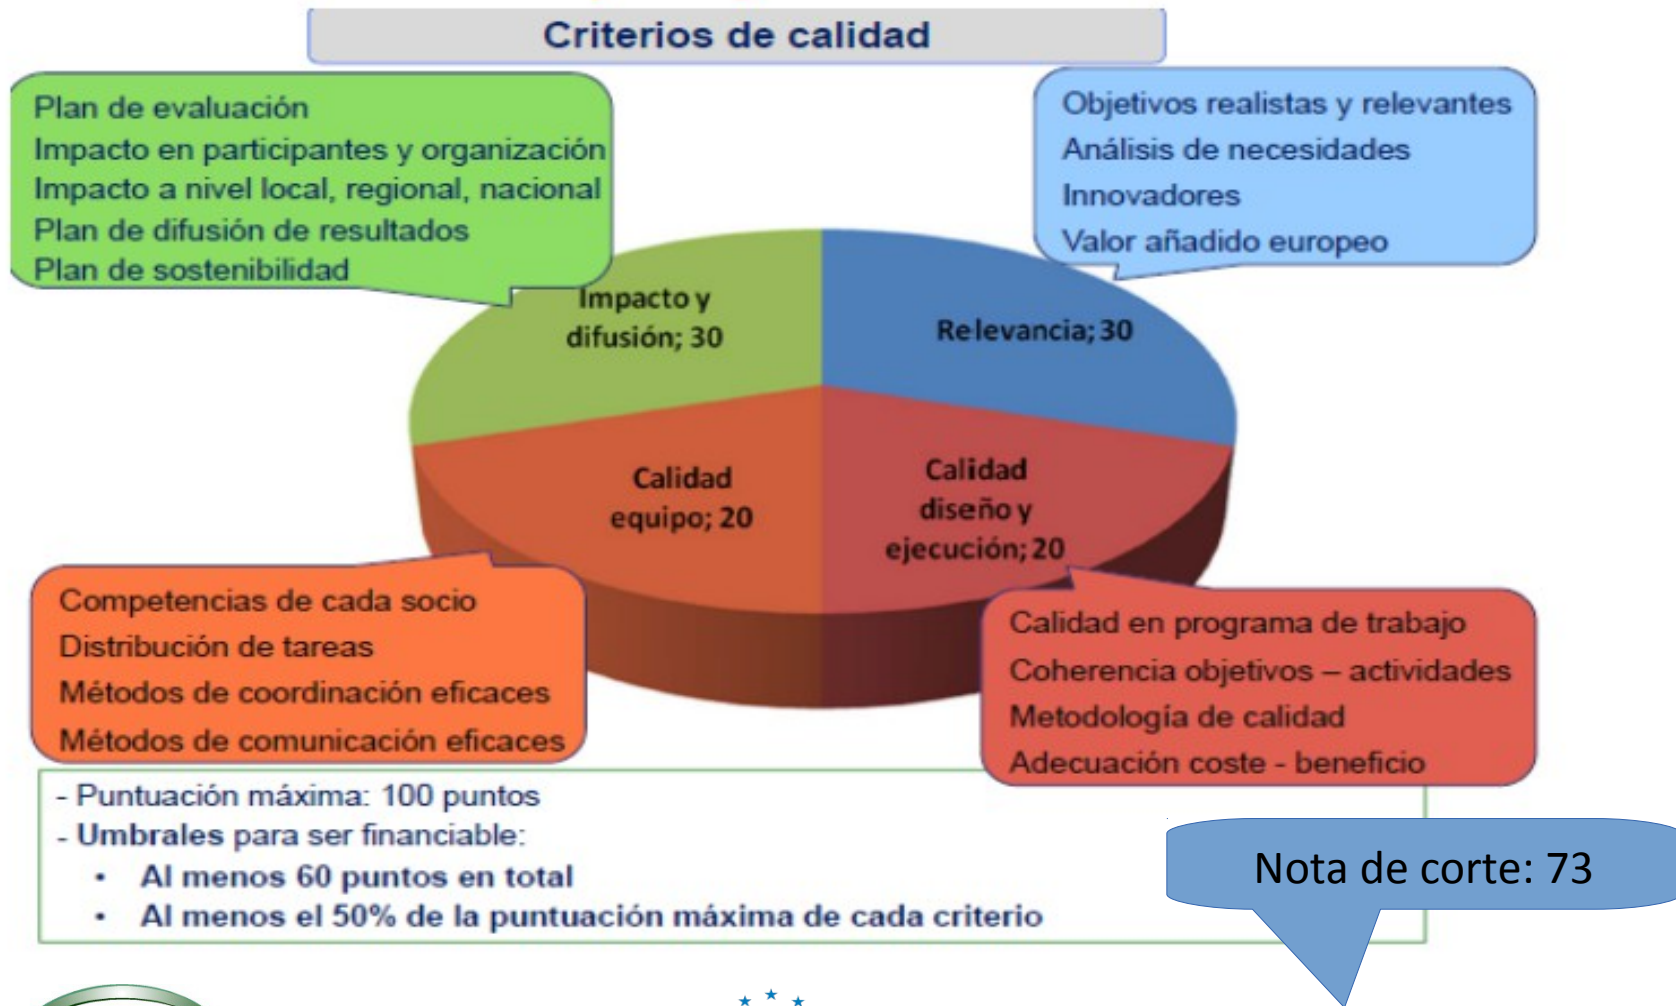 Criterios de calidad
Plan de evaluación
Impacto en participantes y organización
Impacto a nivel local, regional, nacional
Plan de difusión de resultados
Plan de sostenibilidad
Objetivos realistas y relevantes
Análisis de necesidades
Innovadores
Valor añadido europeo
Impacto y
difusión; 30
Relevancia; 30
Calidad
equipo; 20
Calidad
diseño y
ejecución; 20
Competencias de cada socio
Distribución de tareas
Métodos de coordinación eficaces
Métodos de comunicación eficaces
Calidad en programa de trabajo
Coherencia objetivos – actividades
Metodología de calidad
Adecuación coste - beneficio
- Puntuación máxima: 100 puntos
- Umbrales para ser financiable:
• Al menos 60 puntos en total
• Al menos el 50% de la puntuación máxima de cada criterio
Nota de corte: 73